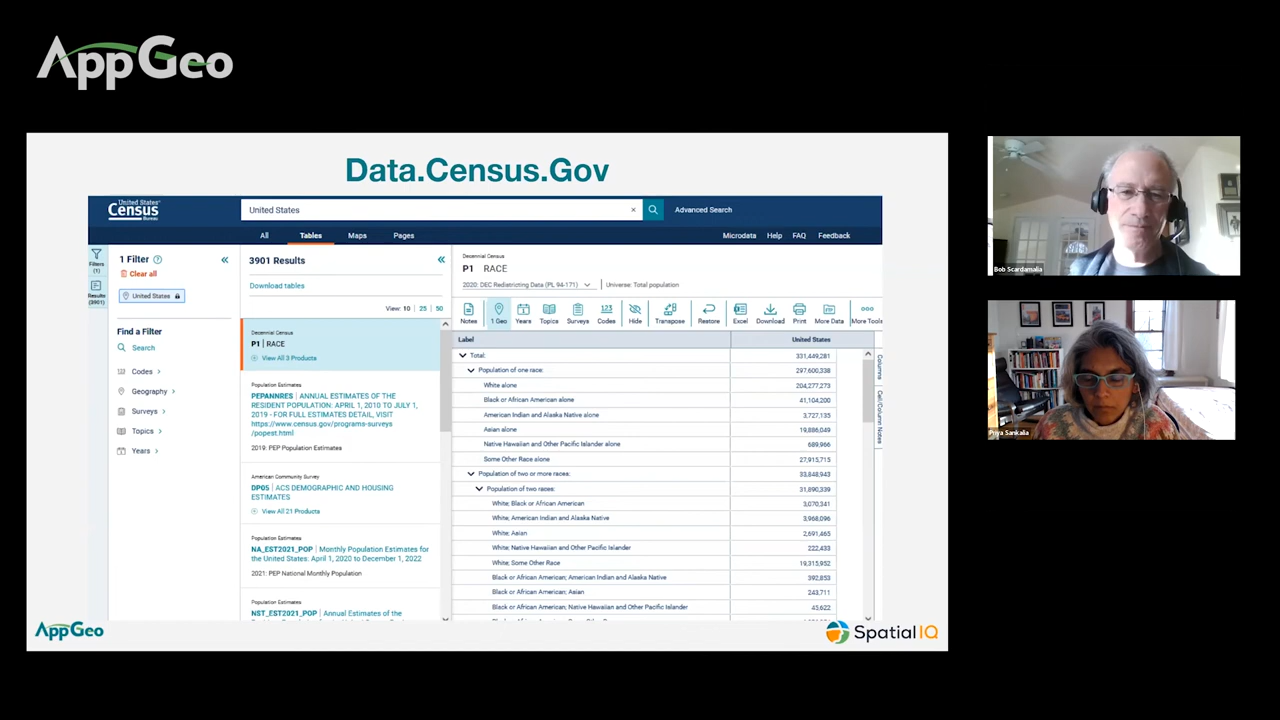 AppGeo
Data.Census.Gov
United States®
Census
Bureau
United States
×
Advanced Search
All
Tables
Maps
Pages
Microdata
Help
FAQ
Feedback
Filters
(1)
Results
(3901)
1 Filter
Clear all
United States
Find a Filter
Search
Codes
Geography
Surveys
Topics
Years
3901 Results
Download tables
View: 10 | 25 | 50
Decennial Census
P1 | RACE
View All 3 Products
Population Estimates
PEPANNRES | ANNUAL ESTIMATES OF THE
RESIDENT POPULATION: APRIL 1, 2010 TO JULY 1,
2019 - FOR FULL ESTIMATES DETAIL, VISIT
https://www.census.gov/programs-surveys
/popest.html
2019: PEP Population Estimates
American Community Survey
DP05 | ACS DEMOGRAPHIC AND HOUSING
ESTIMATES
View All 21 Products
Population Estimates
NA_EST2021_POP | Monthly Population Estimates for
the United States: April 1, 2020 to December 1, 2022
2021: PEP National Monthly Population
Population Estimates
NST_EST2021_POP | Annual Estimates of the
Decennial Census
P1 RACE
2020: DEC Redistricting Data (PL 94-171)
Universe: Total population
Notes
1 Geo
Years
Topics
Surveys
Codes
Hide
Transpose
Restore
Excel
Download
Print
More Data
More Tools
Label United States
Total: 331,449,281
Population of one race: 297,600,338
White alone 204,277,273
Black or African American alone 41,104,200
American Indian and Alaska Native alone 3,727,135
Asian alone 19,886,049
Native Hawaiian and Other Pacific Islander alone 689,966
Some Other Race alone 27,915,715
Population of two or more races: 33,848,943
Population of two races: 31,890,339
White; Black or African American 3,070,341
White; American Indian and Alaska Native 3,968,096
White; Asian 2,691,465
White; Native Hawaiian and Other Pacific Islander 222,433
White; Some Other Race 19,315,952
Black or African American; American Indian and Alaska Native 392,853
Black or African American; Asian 243,711
Black or African American; Native Hawaiian and Other Pacific Islander 45,622
Columns
Cell/Column Notes
AppGeo
Spatial IQ
Bob Scardamalia
Priya Sankalia